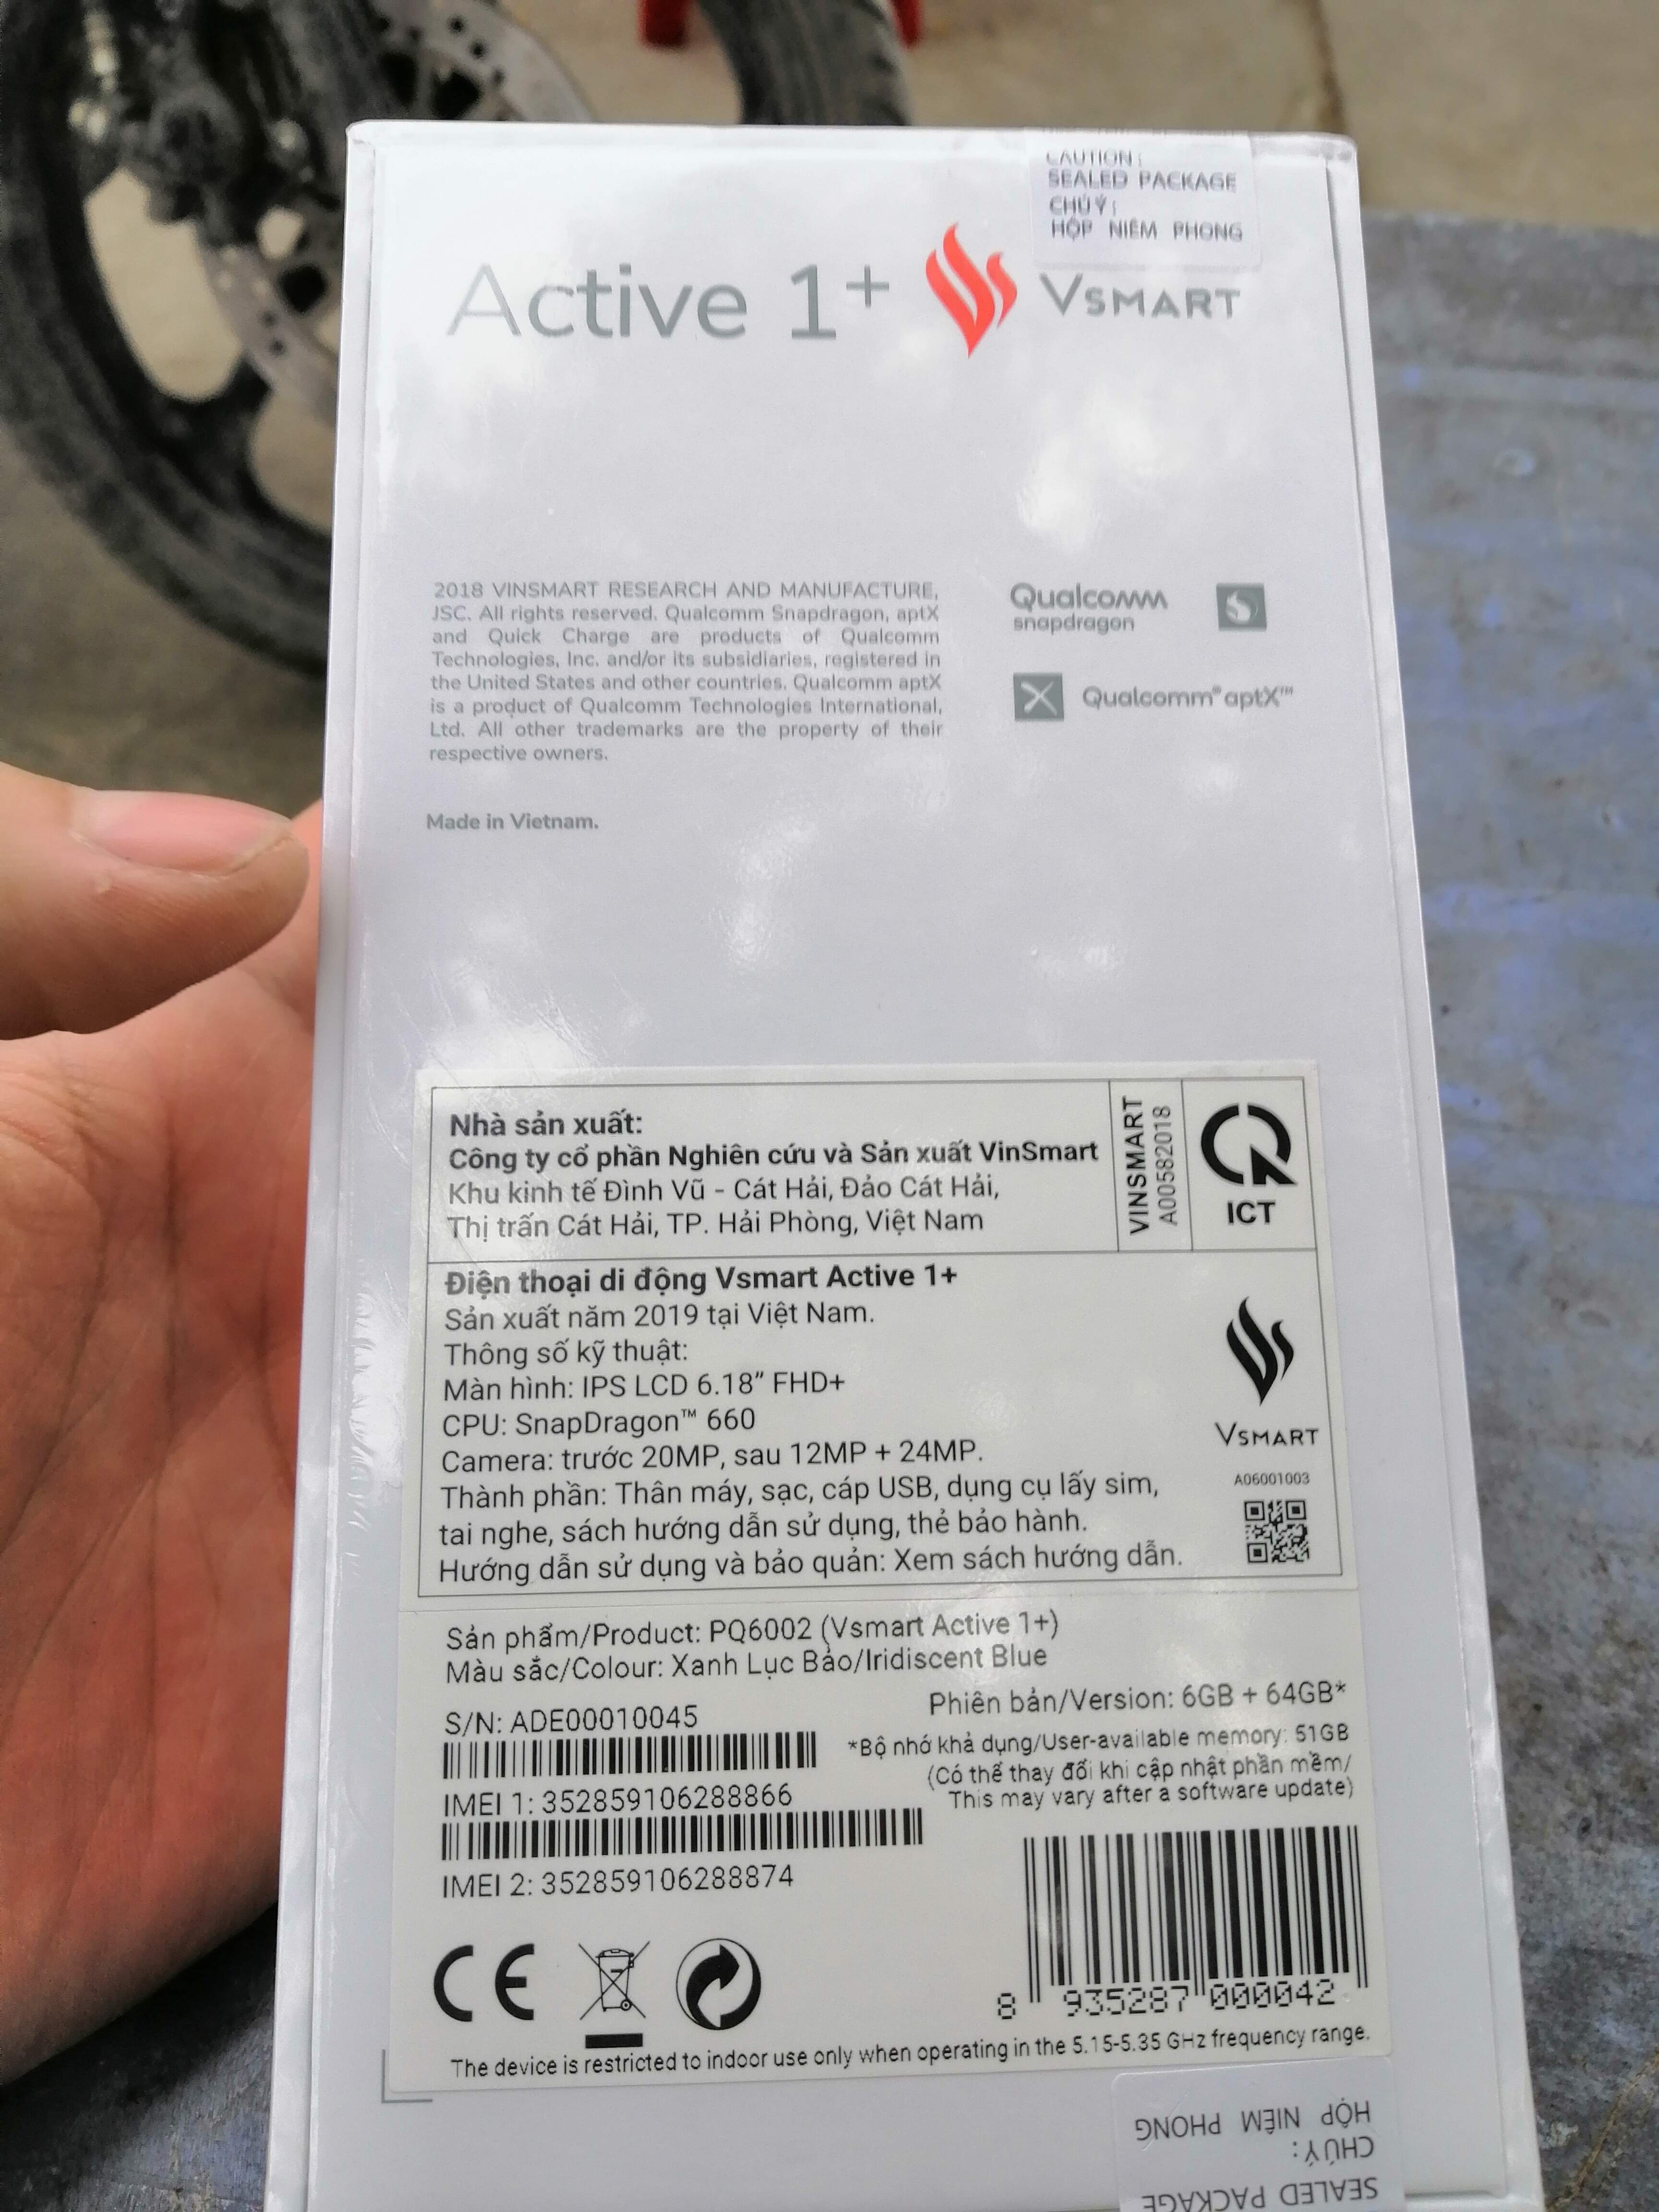 CAUTION:
SEALED PACKAGE
CHÚ Ý:
HỘP NIÊM PHONG
Active 1+ VSMART
2018 VINSMART RESEARCH AND MANUFACTURE,
JSC. All rights reserved. Qualcomm Snapdragon, aptX
and Quick Charge are products of Qualcomm
Technologies, Inc. and/or its subsidiaries, registered in
the United States and other countries. Qualcomm aptX
is a product of Qualcomm Technologies International,
Ltd. All other trademarks are the property of their
respective owners.
Qualcomm
snapdragon
Qualcomm® aptX™
Made in Vietnam.
Nhà sản xuất:
Công ty cổ phần Nghiên cứu và Sản xuất VinSmart
Khu kinh tế Đình Vũ - Cát Hải, Đảo Cát Hải,
Thị trấn Cát Hải, TP. Hải Phòng, Việt Nam
VINSMART
A00582018
ICT
Điện thoại di động Vsmart Active 1+
Sản xuất năm 2019 tại Việt Nam.
Thông số kỹ thuật:
Màn hình: IPS LCD 6.18” FHD+
CPU: SnapDragon™ 660
Camera: trước 20MP, sau 12MP + 24MP.
Thành phần: Thân máy, sạc, cáp USB, dụng cụ lấy sim,
tai nghe, sách hướng dẫn sử dụng, thẻ bảo hành.
Hướng dẫn sử dụng và bảo quản: Xem sách hướng dẫn.
VSMART
A06001003
Sản phẩm/Product: PQ6002 (Vsmart Active 1+)
Màu sắc/Colour: Xanh Lục Bảo/Iridiscent Blue
Phiên bản/Version: 6GB + 64GB*
*Bộ nhớ khả dụng/User-available memory: 51GB
(Có thể thay đổi khi cập nhật phần mềm/
This may vary after a software update)
S/N: ADE00010045
IMEI 1: 352859106288866
IMEI 2: 352859106288874
CE
8 935287 000042
The device is restricted to indoor use only when operating in the 5.15-5.35 GHz frequency range.
SEALED PACKAGE
CHÚ Ý:
HỘP NIÊM PHONG